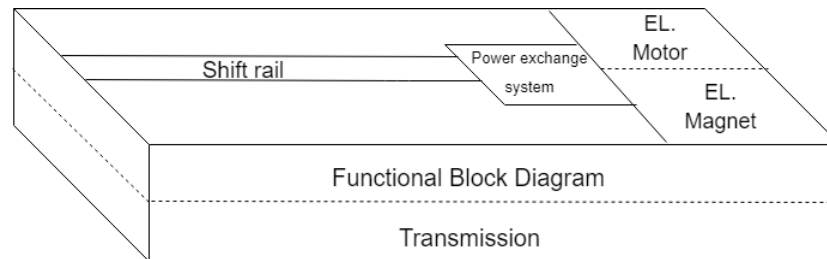 EL.
Motor
Shift rail
Power exchange
system
EL.
Magnet
Functional Block Diagram
Transmission